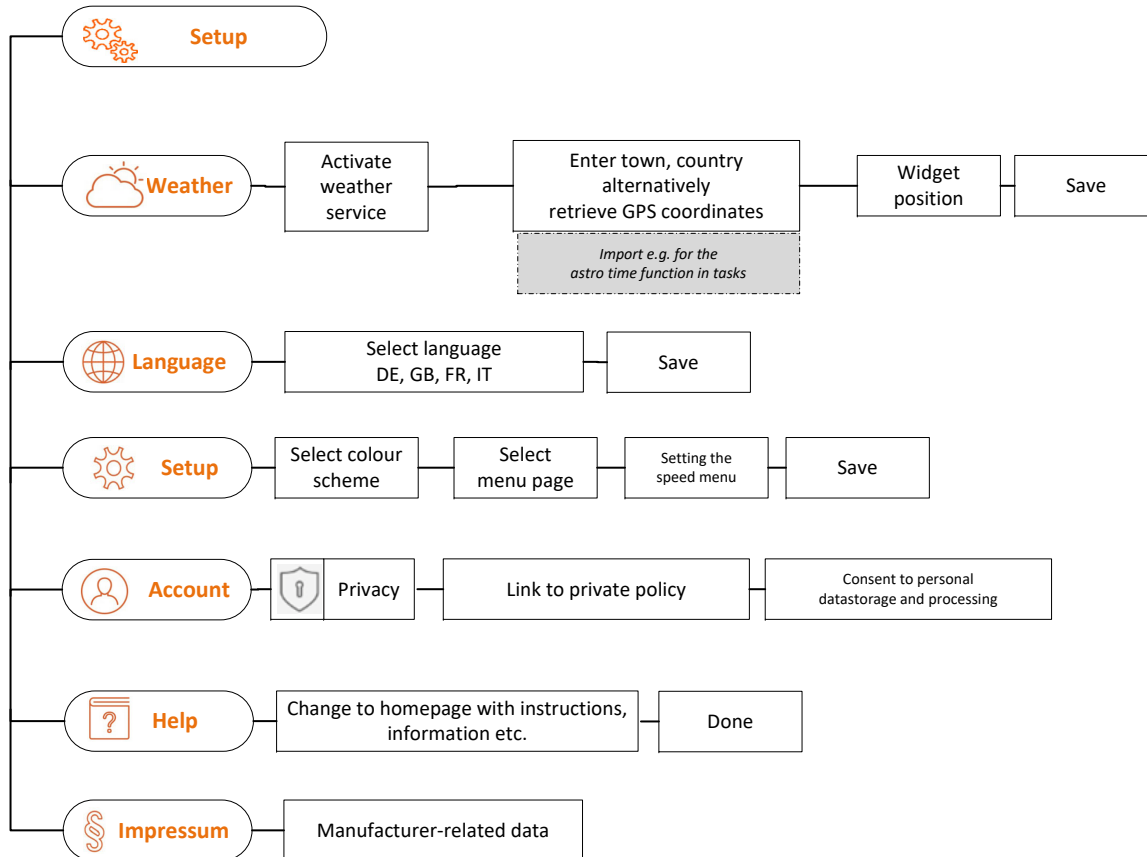 Setup
Weather
Activate
weather
service
Enter town, country
alternatively
retrieve GPS coordinates
Import e.g. for the
astro time function in tasks
Widget
position
Save
Language
Select language
DE, GB, FR, IT
Save
Setup
Select colour
scheme
Select
menu page
Setting the
speed menu
Save
Account
Privacy
Link to private policy
Consent to personal
datastorage and processing
?
Help
Change to homepage with instructions,
information etc.
Done
§
Impressum
Manufacturer-related data